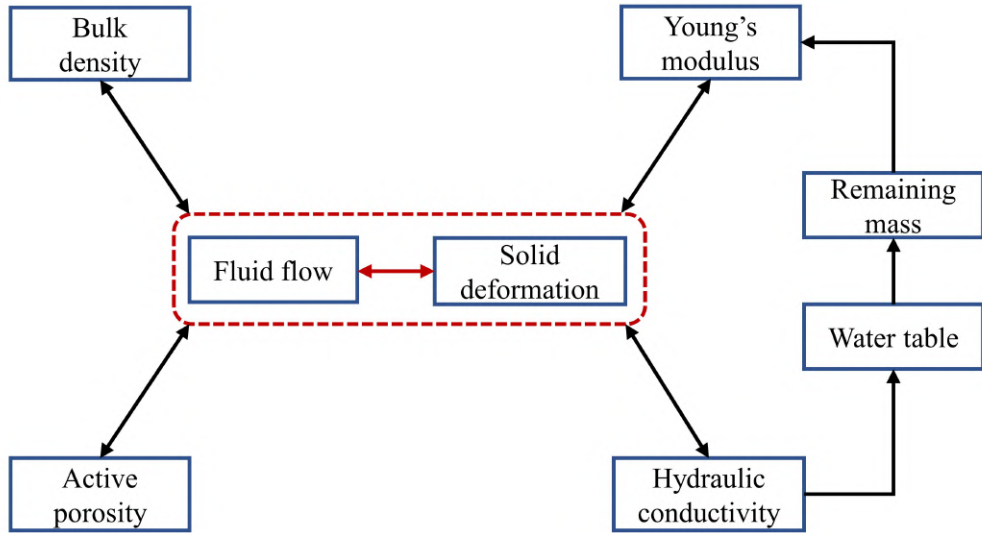 Bulk
density
Young's
modulus
Remaining
mass
Fluid flow
Solid
deformation
Water table
Active
porosity
Hydraulic
conductivity